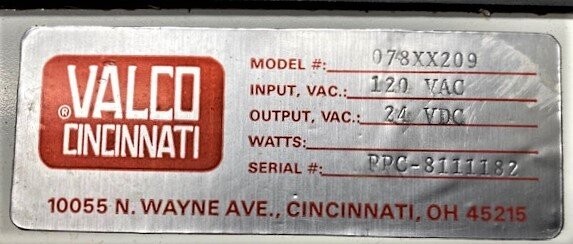 ® VALCO
CINCINNATI
MODEL #: 078XX209
INPUT, VAC.: 120 VAC
OUTPUT, VAC.: 24 VDC
WATTS:
SERIAL #: PPC-8111182
10055 N. WAYNE AVE., CINCINNATI, OH 45215